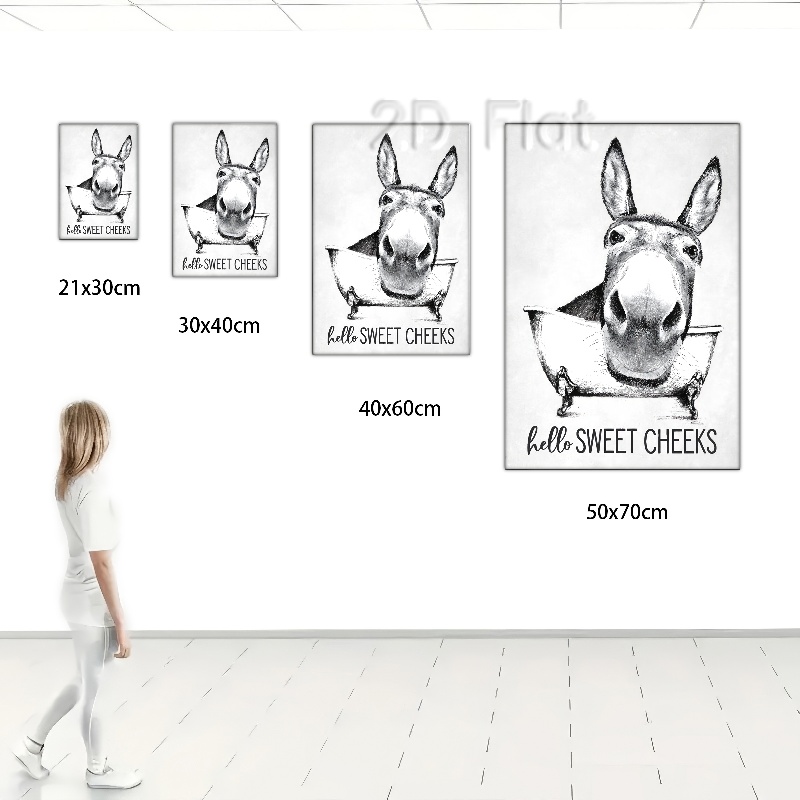 2D Flat
hello SWEET CHEEKS
21x30cm
hello SWEET CHEEKS
30x40cm
hello SWEET CHEEKS
40x60cm
hello SWEET CHEEKS
50x70cm